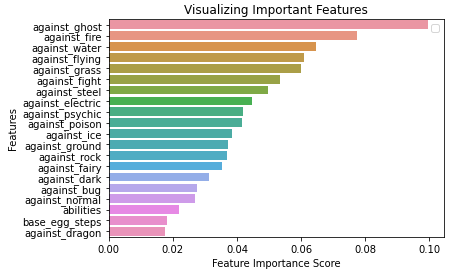 Visualizing Important Features
against_ghost
against_fire
against_water
against_flying
against_grass
against_fight
against_steel
against_electric
against_psychic
against_poison
against_ice
against_ground
against_rock
against_fairy
against_dark
against_bug
against_normal
abilities
base_egg_steps
against_dragon
Features
0.00 0.02 0.04 0.06 0.08 0.10
Feature Importance Score